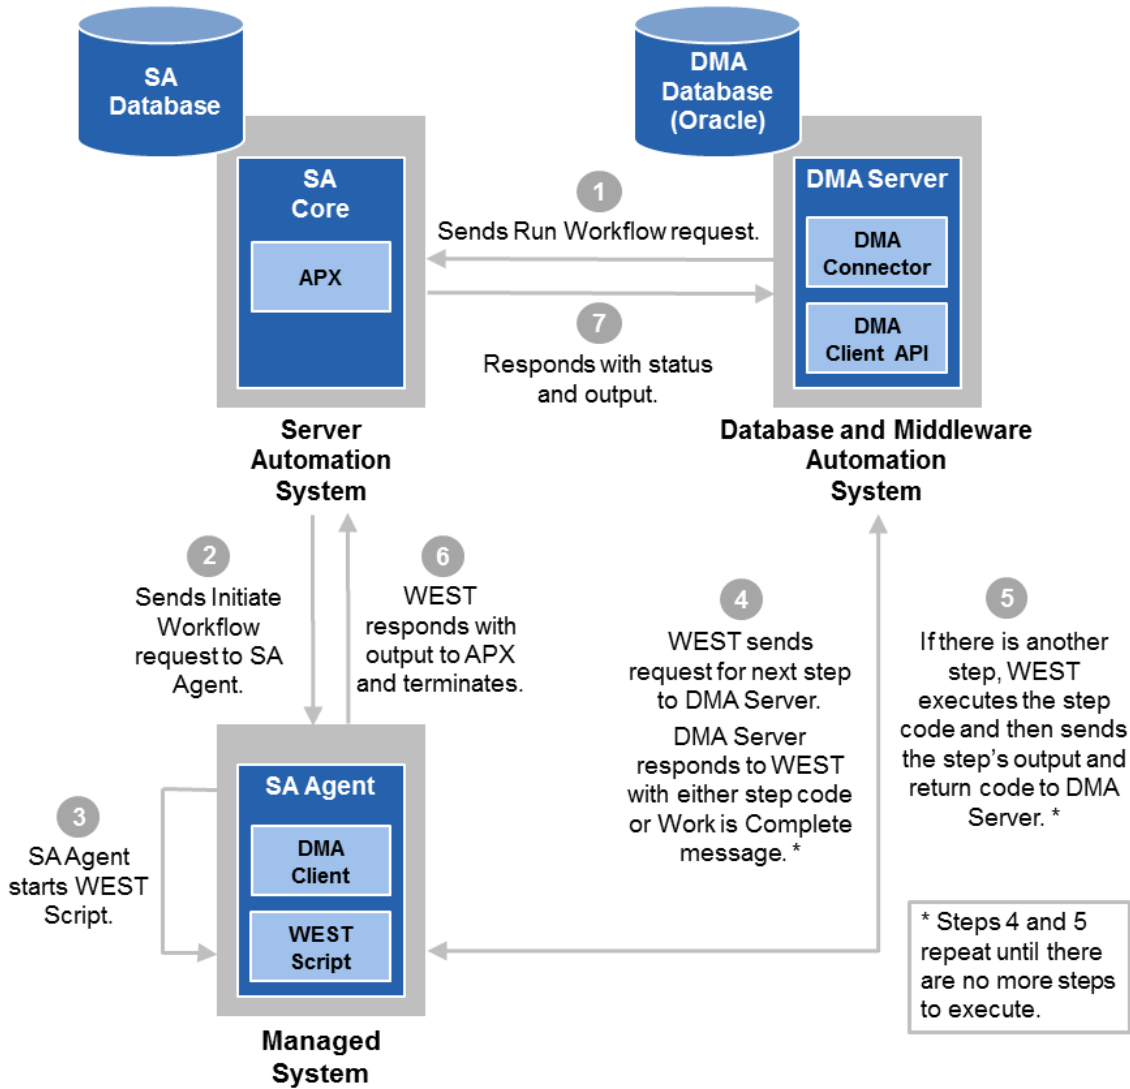 SA
Database
DMA
Database
(Oracle)
SA
Core
APX
DMA Server
DMA
Connector
DMA
Client API
1
Sends Run Workflow request.
7
Responds with status
and output.
Server
Automation
System
Database and Middleware
Automation
System
2
Sends Initiate
Workflow
request to SA
Agent.
6
WEST
responds with
output to APX
and terminates.
4
WEST sends
request for next step
to DMA Server.
DMA Server
responds to WEST
with either step code
or Work is Complete
message. *
5
If there is another
step, WEST
executes the step
code and then sends
the step's output and
return code to DMA
Server. *
3
SA Agent
starts WEST
Script.
SA Agent
DMA
Client
WEST
Script
Managed
System
* Steps 4 and 5
repeat until there
are no more steps
to execute.